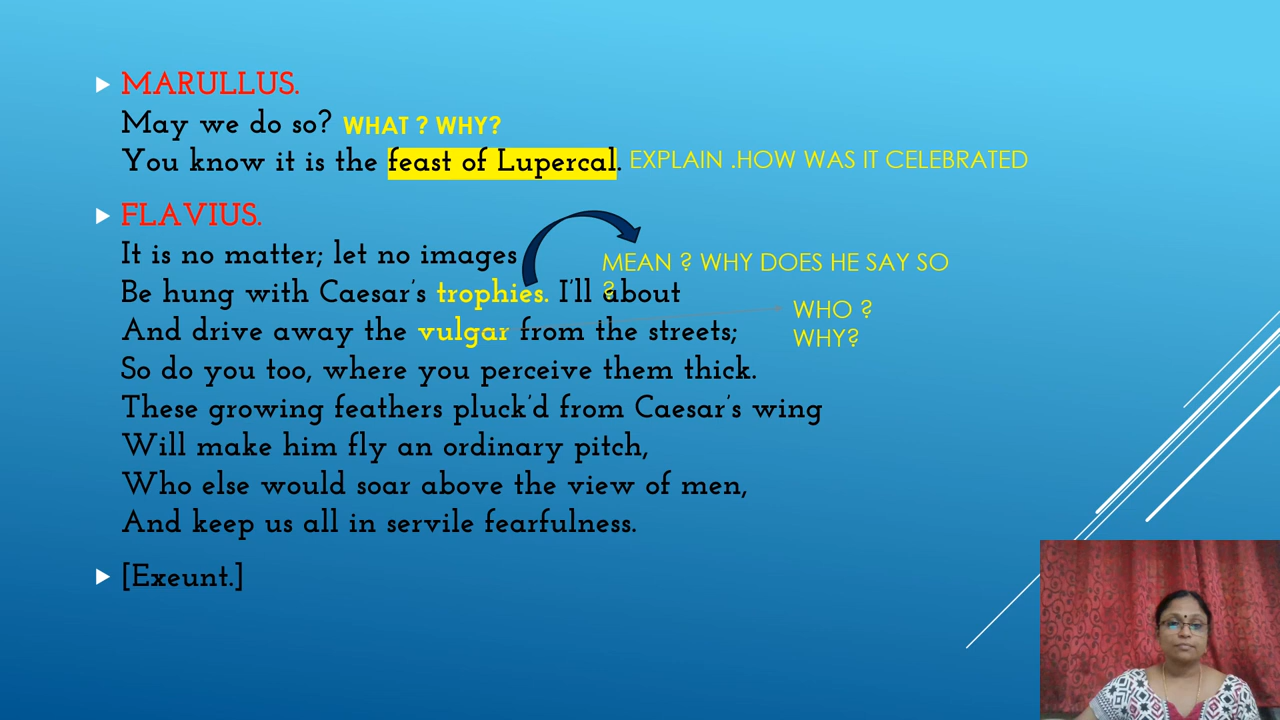 MARULLUS.
May we do so? WHAT ? WHY?
You know it is the feast of Lupercal. EXPLAIN .HOW WAS IT CELEBRATED
FLAVIUS.
It is no matter; let no images
MEAN ? WHY DOES HE SAY SO
?
Be hung with Caesar's trophies. I'll about
WHO ?
WHY?
And drive away the vulgar from the streets;
So do you too, where you perceive them thick.
These growing feathers pluck'd from Caesar's wing
Will make him fly an ordinary pitch,
Who else would soar above the view of men,
And keep us all in servile fearfulness.
[Exeunt.]